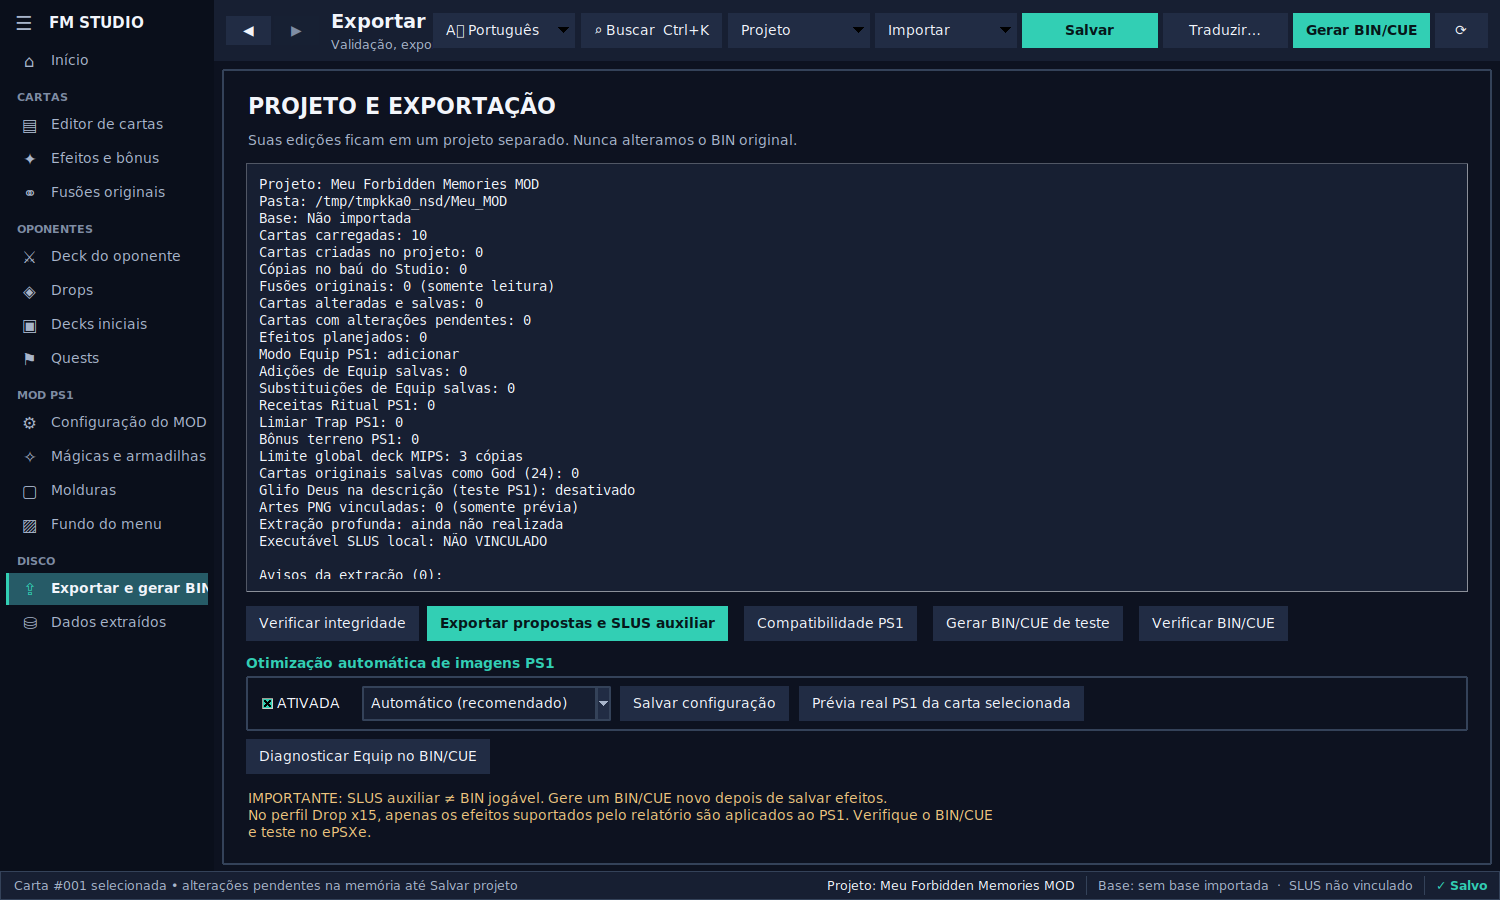 ☰ FM STUDIO
⌂ Início
CARTAS
▤ Editor de cartas
✦ Efeitos e bônus
⚭ Fusões originais
OPONENTES
⚔ Deck do oponente
◈ Drops
▣ Decks iniciais
⚑ Quests
MOD PS1
⚙ Configuração do MOD
✧ Mágicas e armadilhas
▢ Molduras
▨ Fundo do menu
DISCO
⇪ Exportar e gerar BIN
⛁ Dados extraídos
◀ ▶ Exportar
Validação, expo
A Português
⌕ Buscar Ctrl+K
Projeto
Importar
Salvar
Traduzir...
Gerar BIN/CUE
⟳
PROJETO E EXPORTAÇÃO
Suas edições ficam em um projeto separado. Nunca alteramos o BIN original.
Projeto: Meu Forbidden Memories MOD
Pasta: /tmp/tmpkka0_nsd/Meu_MOD
Base: Não importada
Cartas carregadas: 10
Cartas criadas no projeto: 0
Cópias no baú do Studio: 0
Fusões originais: 0 (somente leitura)
Cartas alteradas e salvas: 0
Cartas com alterações pendentes: 0
Efeitos planejados: 0
Modo Equip PS1: adicionar
Adições de Equip salvas: 0
Substituições de Equip salvas: 0
Receitas Ritual PS1: 0
Limiar Trap PS1: 0
Bônus terreno PS1: 0
Limite global deck MIPS: 3 cópias
Cartas originais salvas como God (24): 0
Glifo Deus na descrição (teste PS1): desativado
Artes PNG vinculadas: 0 (somente prévia)
Extração profunda: ainda não realizada
Executável SLUS local: NÃO VINCULADO
Avisos da extração (0):
Verificar integridade
Exportar propostas e SLUS auxiliar
Compatibilidade PS1
Gerar BIN/CUE de teste
Verificar BIN/CUE
Otimização automática de imagens PS1
ATIVADA
Automático (recomendado)
Salvar configuração
Prévia real PS1 da carta selecionada
Diagnosticar Equip no BIN/CUE
IMPORTANTE: SLUS auxiliar ≠ BIN jogável. Gere um BIN/CUE novo depois de salvar efeitos.
No perfil Drop x15, apenas os efeitos suportados pelo relatório são aplicados ao PS1. Verifique o BIN/CUE
e teste no ePSXe.
Carta #001 selecionada • alterações pendentes na memória até Salvar projeto
Projeto: Meu Forbidden Memories MOD
Base: sem base importada · SLUS não vinculado
✓ Salvo